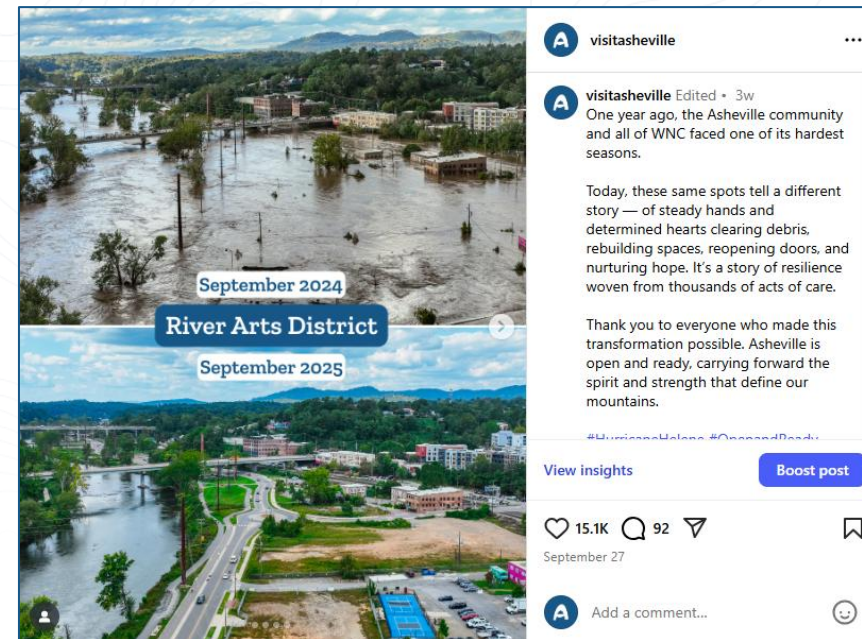 September 2024
River Arts District
September 2025
A visitasheville
A visitasheville Edited • 3w
One year ago, the Asheville community
and all of WNC faced one of its hardest
seasons.
Today, these same spots tell a different
story — of steady hands and
determined hearts clearing debris,
rebuilding spaces, reopening doors, and
nurturing hope. It's a story of resilience
woven from thousands of acts of care.
Thank you to everyone who made this
transformation possible. Asheville is
open and ready, carrying forward the
spirit and strength that define our
mountains.
#HurricaneHelene #OpenandReady
View insights
Boost post
15.1K 92
September 27
A Add a comment...